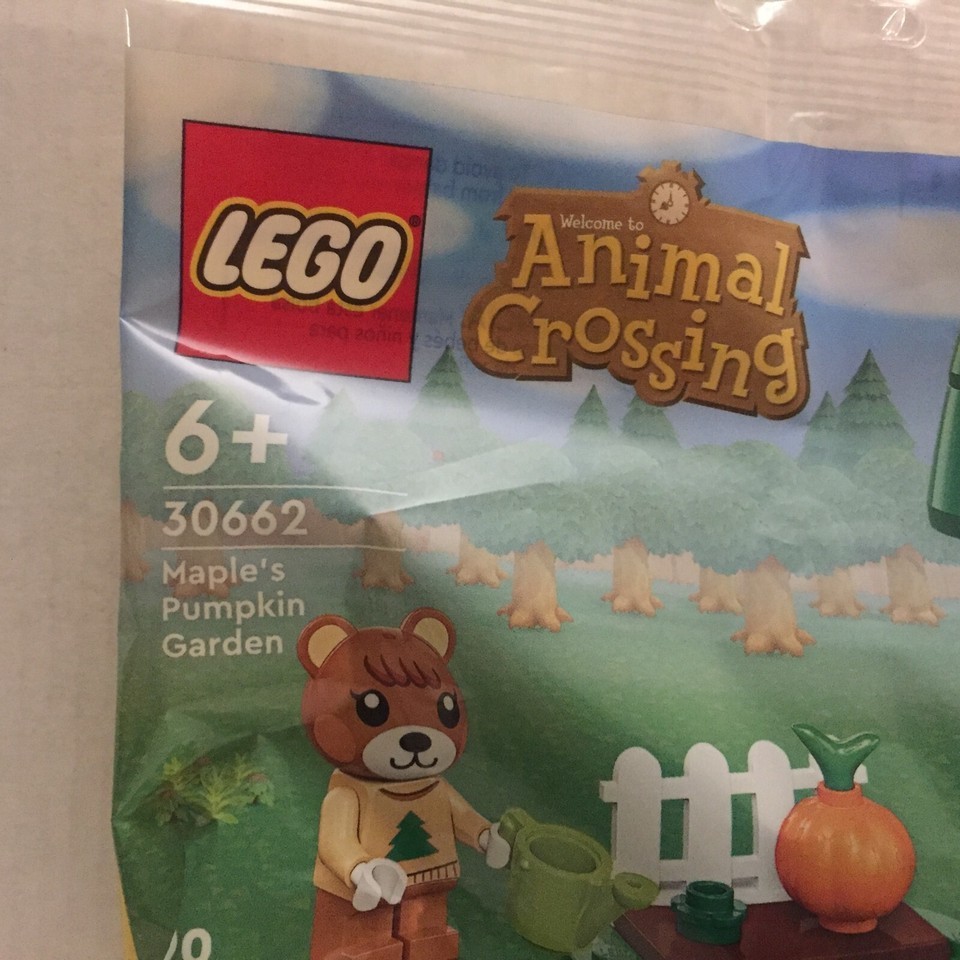 LEGO®
Welcome to
Animal
Crossing
6+
30662
Maple's
Pumpkin
Garden